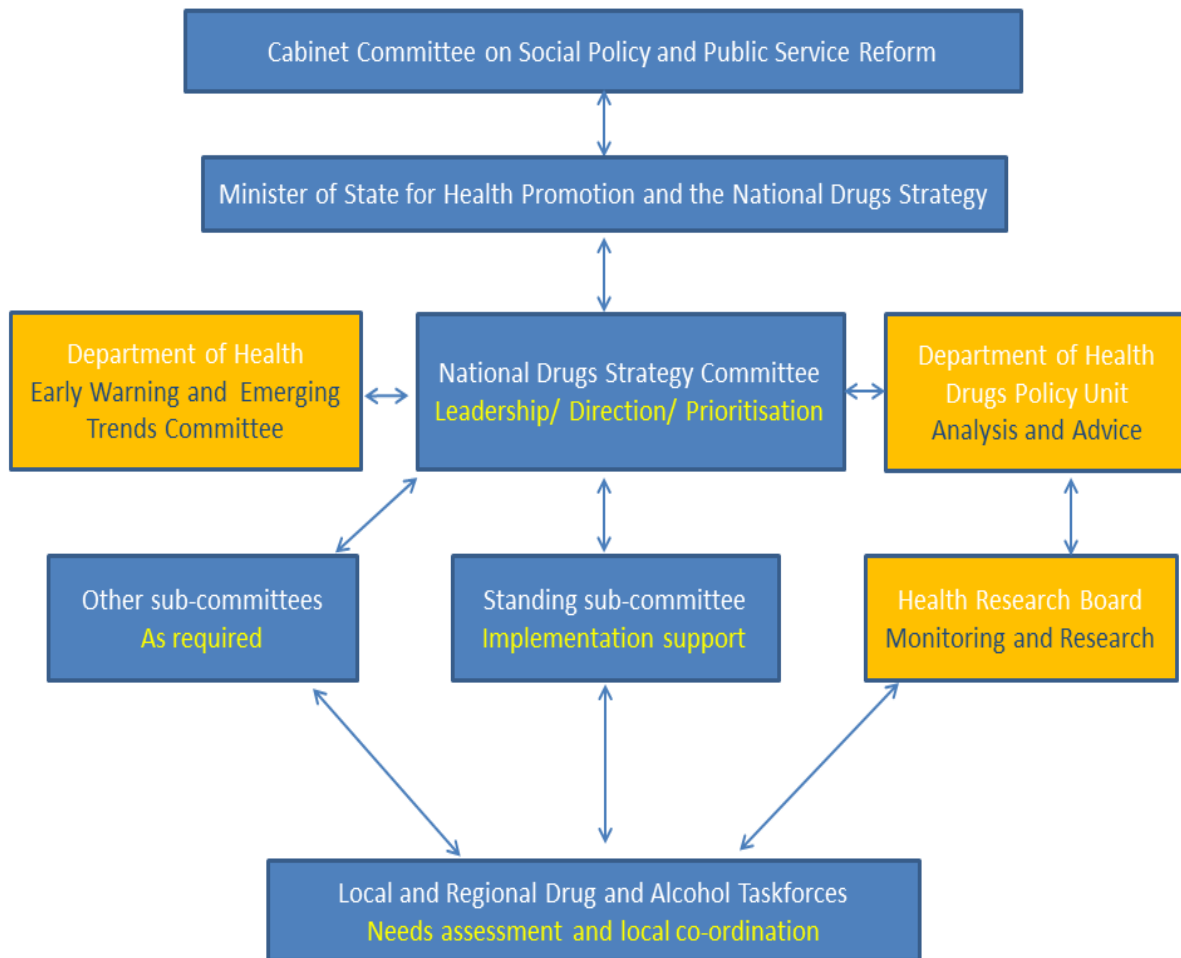 Cabinet Committee on Social Policy and Public Service Reform
Minister of State for Health Promotion and the National Drugs Strategy
Department of Health
Early Warning and Emerging
Trends Committee
National Drugs Strategy Committee
Leadership/ Direction/ Prioritisation
Department of Health
Drugs Policy Unit
Analysis and Advice
Other sub-committees
As required
Standing sub-committee
Implementation support
Health Research Board
Monitoring and Research
Local and Regional Drug and Alcohol Taskforces
Needs assessment and local co-ordination